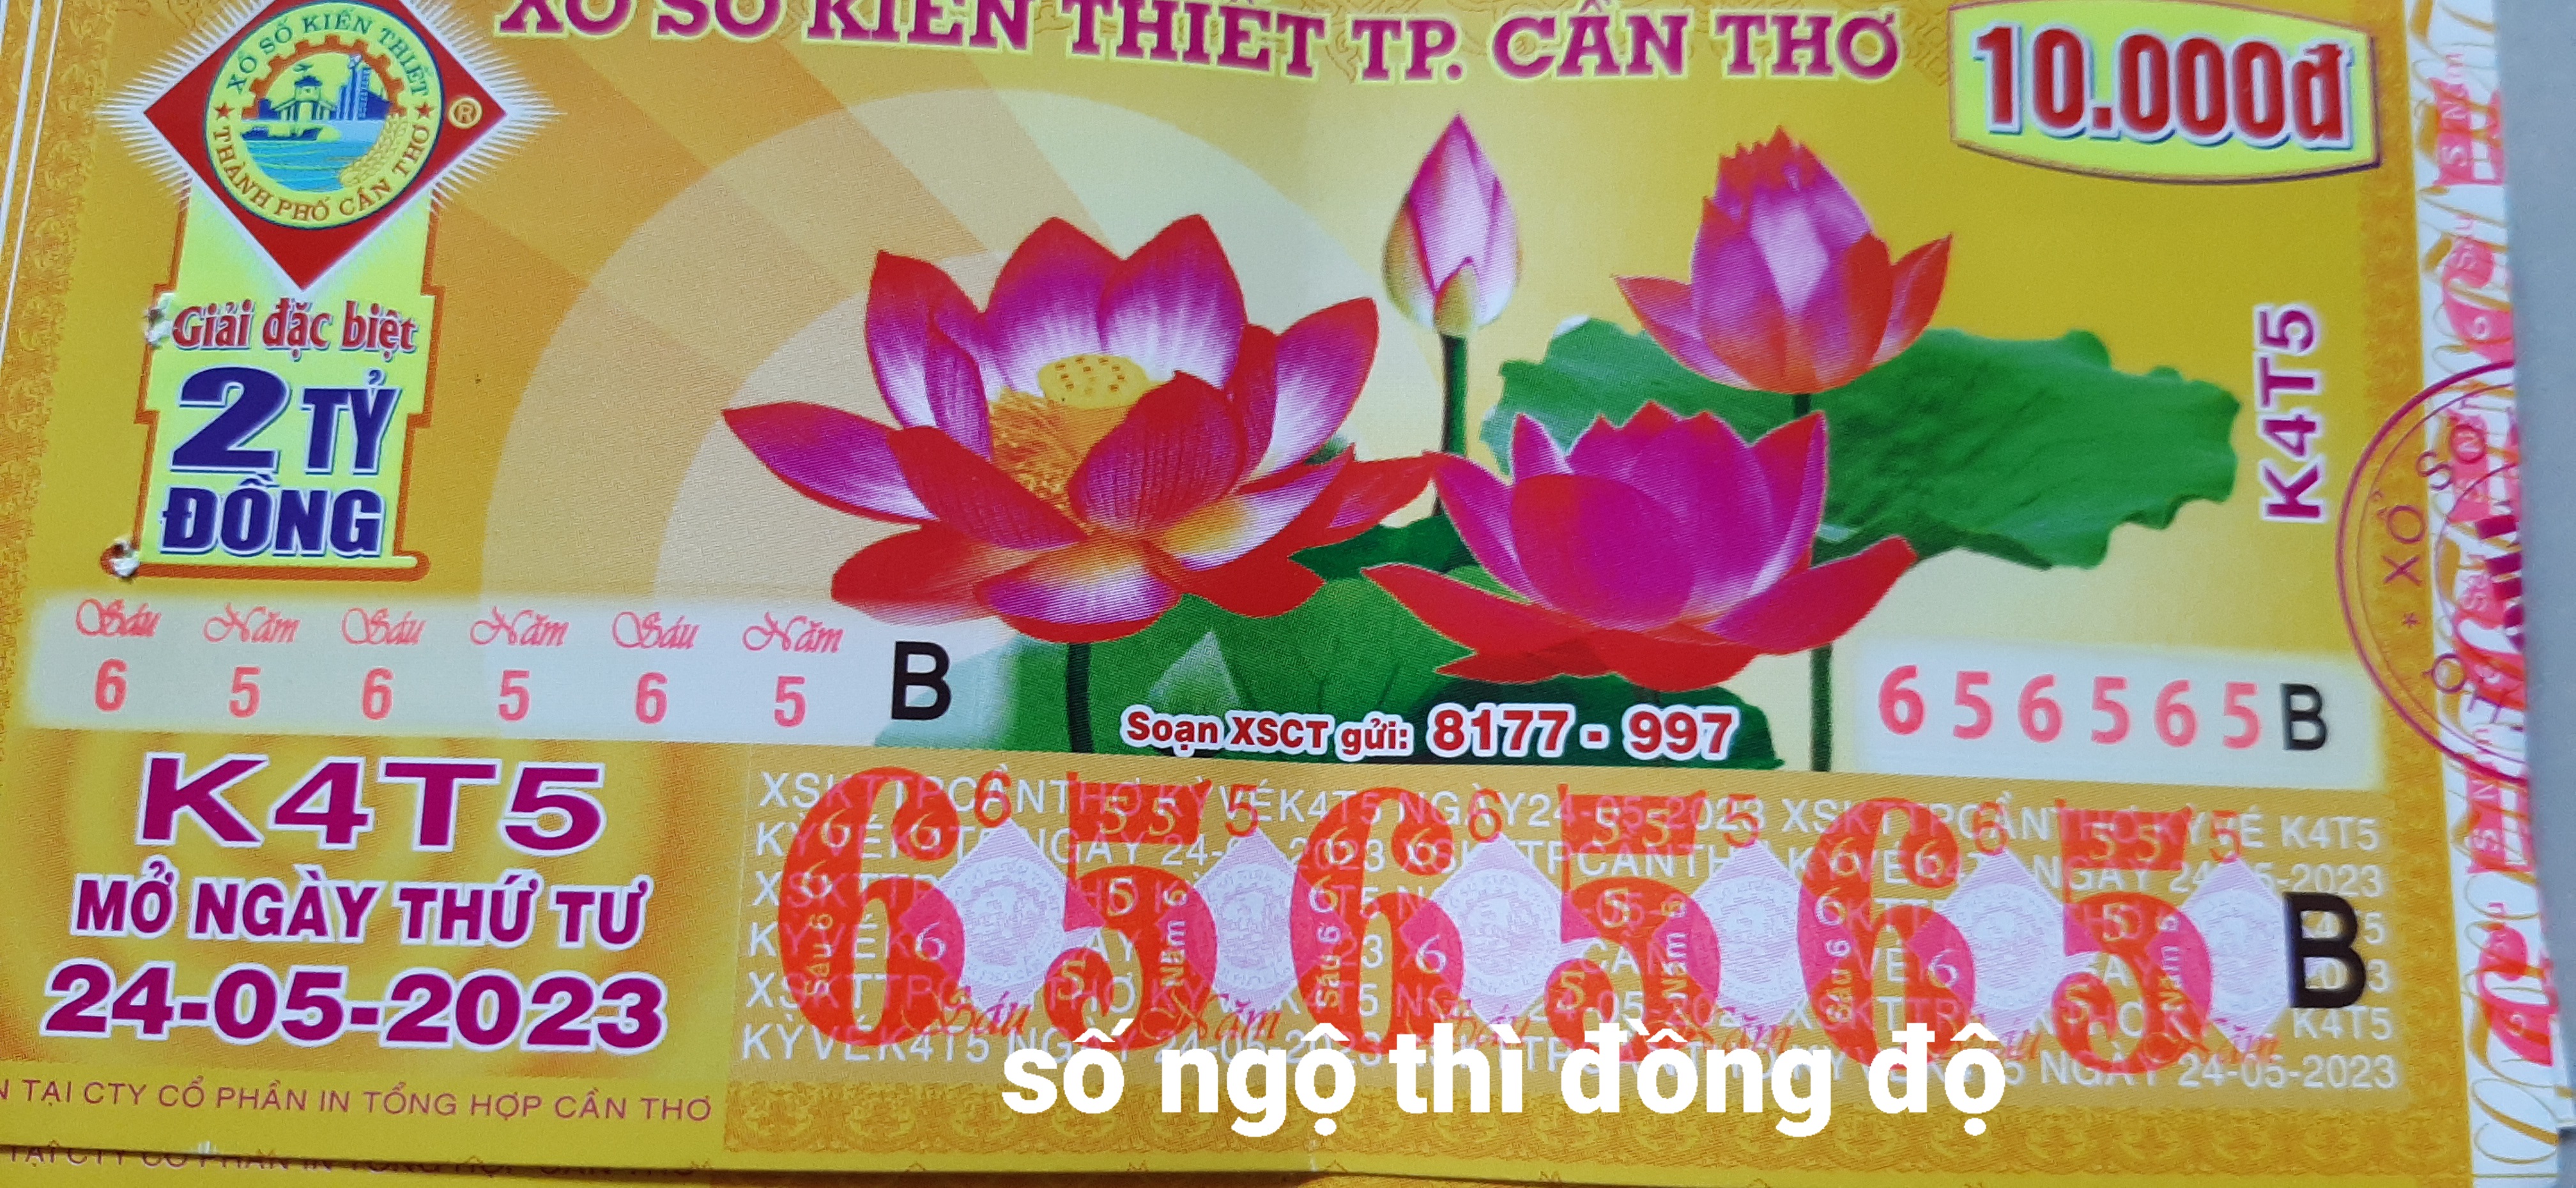 XỔ SỐ KIẾN THIẾT TP. CẦN THƠ
10.000đ
XỔ SỐ KIẾN THIẾT
THÀNH PHỐ CẦN THƠ
®
Giải đặc biệt
2 TỶ
ĐỒNG
K4T5
Sáu Năm Sáu Năm Sáu Năm
6 5 6 5 6 5 B
Soạn XSCT gửi: 8177 - 997
656565 B
K4T5
MỞ NGÀY THỨ TƯ
24-05-2023
656565 B
N TẠI CTY CỔ PHẦN IN TỔNG HỢP CẦN THƠ
số ngộ thì đồng độ